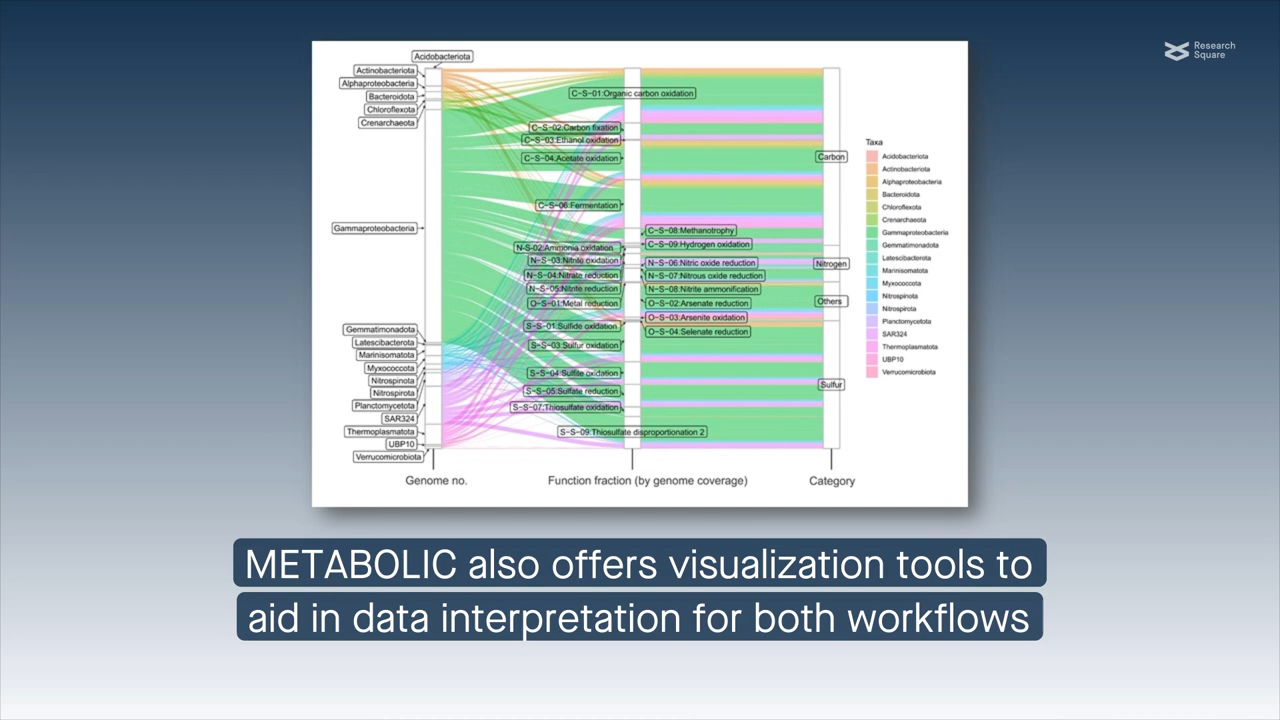 Research
Square
Acidobacteriota
Actinobacteriota
Alphaproteobacteria
Bacteroidota
Chloroflexota
Crenarchaeota
Gammaproteobacteria
Gemmatimonadota
Latescibacterota
Marinisomatota
Myxococcota
Nitrospinota
Nitrospirota
Planctomycetota
SAR324
Thermoplasmatota
UBP10
Verrucomicrobiota
C−S−01:Organic carbon oxidation
C−S−02:Carbon fixation
C−S−03:Ethanol oxidation
C−S−04:Acetate oxidation
C−S−06:Fermentation
C−S−08:Methanotrophy
C−S−09:Hydrogen oxidation
N-S-02:Ammonia oxidation
N−S−03:Nitrite oxidation
N−S−04:Nitrate reduction
N−S−05:Nitrite reduction
O−S−01:Metal reduction
N−S−06:Nitric oxide reduction
N−S−07:Nitrous oxide reduction
N−S−08:Nitrite ammonification
O−S−02:Arsenate reduction
O−S−03:Arsenite oxidation
O−S−04:Selenate reduction
S−S−01:Sulfide oxidation
S−S−03:Sulfur oxidation
S−S−04:Sulfite oxidation
S−S−05:Sulfate reduction
S−S−07:Thiosulfate oxidation
S−S−09:Thiosulfate disproportionation 2
Carbon
Nitrogen
Others
Sulfur
Genome no.
Function fraction (by genome coverage)
Category
Taxa
Acidobacteriota
Actinobacteriota
Alphaproteobacteria
Bacteroidota
Chloroflexota
Crenarchaeota
Gammaproteobacteria
Gemmatimonadota
Latescibacterota
Marinisomatota
Myxococcota
Nitrospinota
Nitrospirota
Planctomycetota
SAR324
Thermoplasmatota
UBP10
Verrucomicrobiota
METABOLIC also offers visualization tools to
aid in data interpretation for both workflows